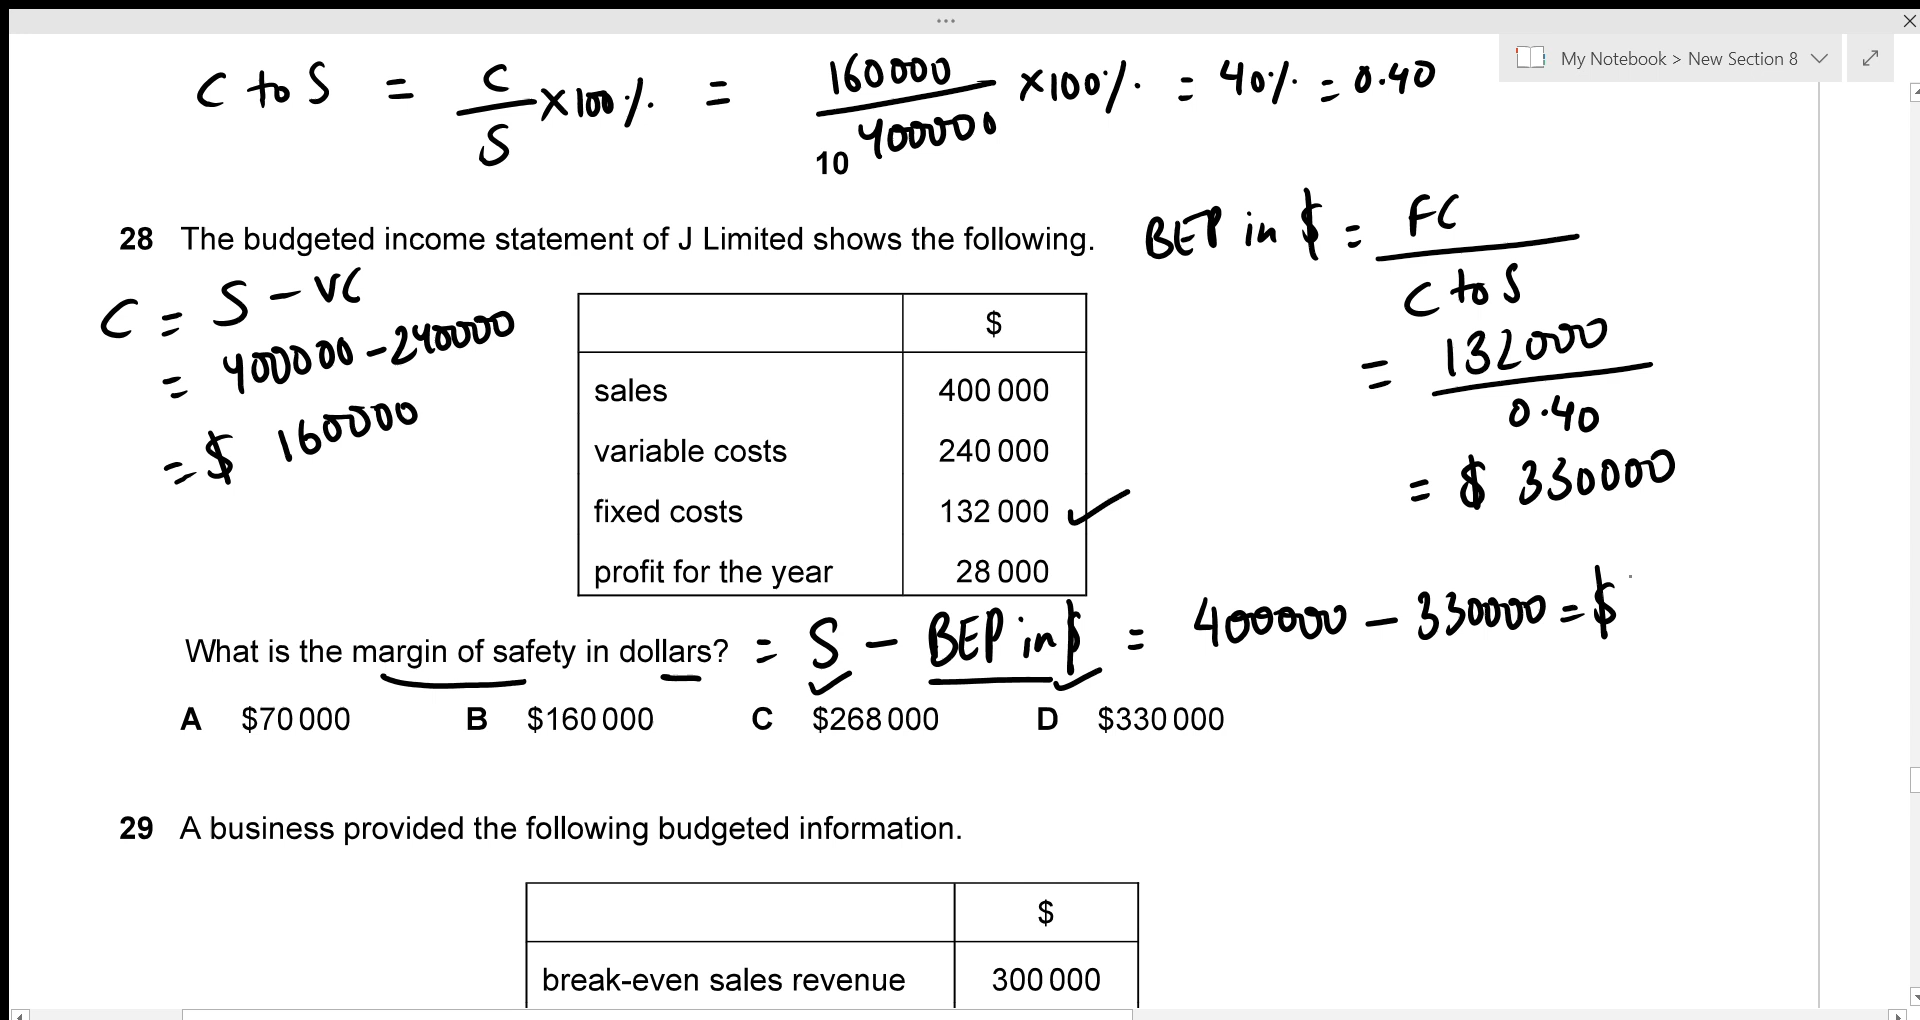 My Notebook > New Section 8
C to S = C/S ×100% = 160000/400000 ×100% = 40% = 0.40
10
28 The budgeted income statement of J Limited shows the following.
BEP in $ = FC/C to S
= 132000/0.40
= $ 330000
C = S - VC
= 400000 - 240000
= $ 160000
$
sales 400 000
variable costs 240 000
fixed costs 132 000
profit for the year 28 000
What is the margin of safety in dollars? = S - BEP in $ = 400000 - 330000 = $
A $70 000 B $160 000 C $268 000 D $330 000
29 A business provided the following budgeted information.
$
break-even sales revenue 300 000